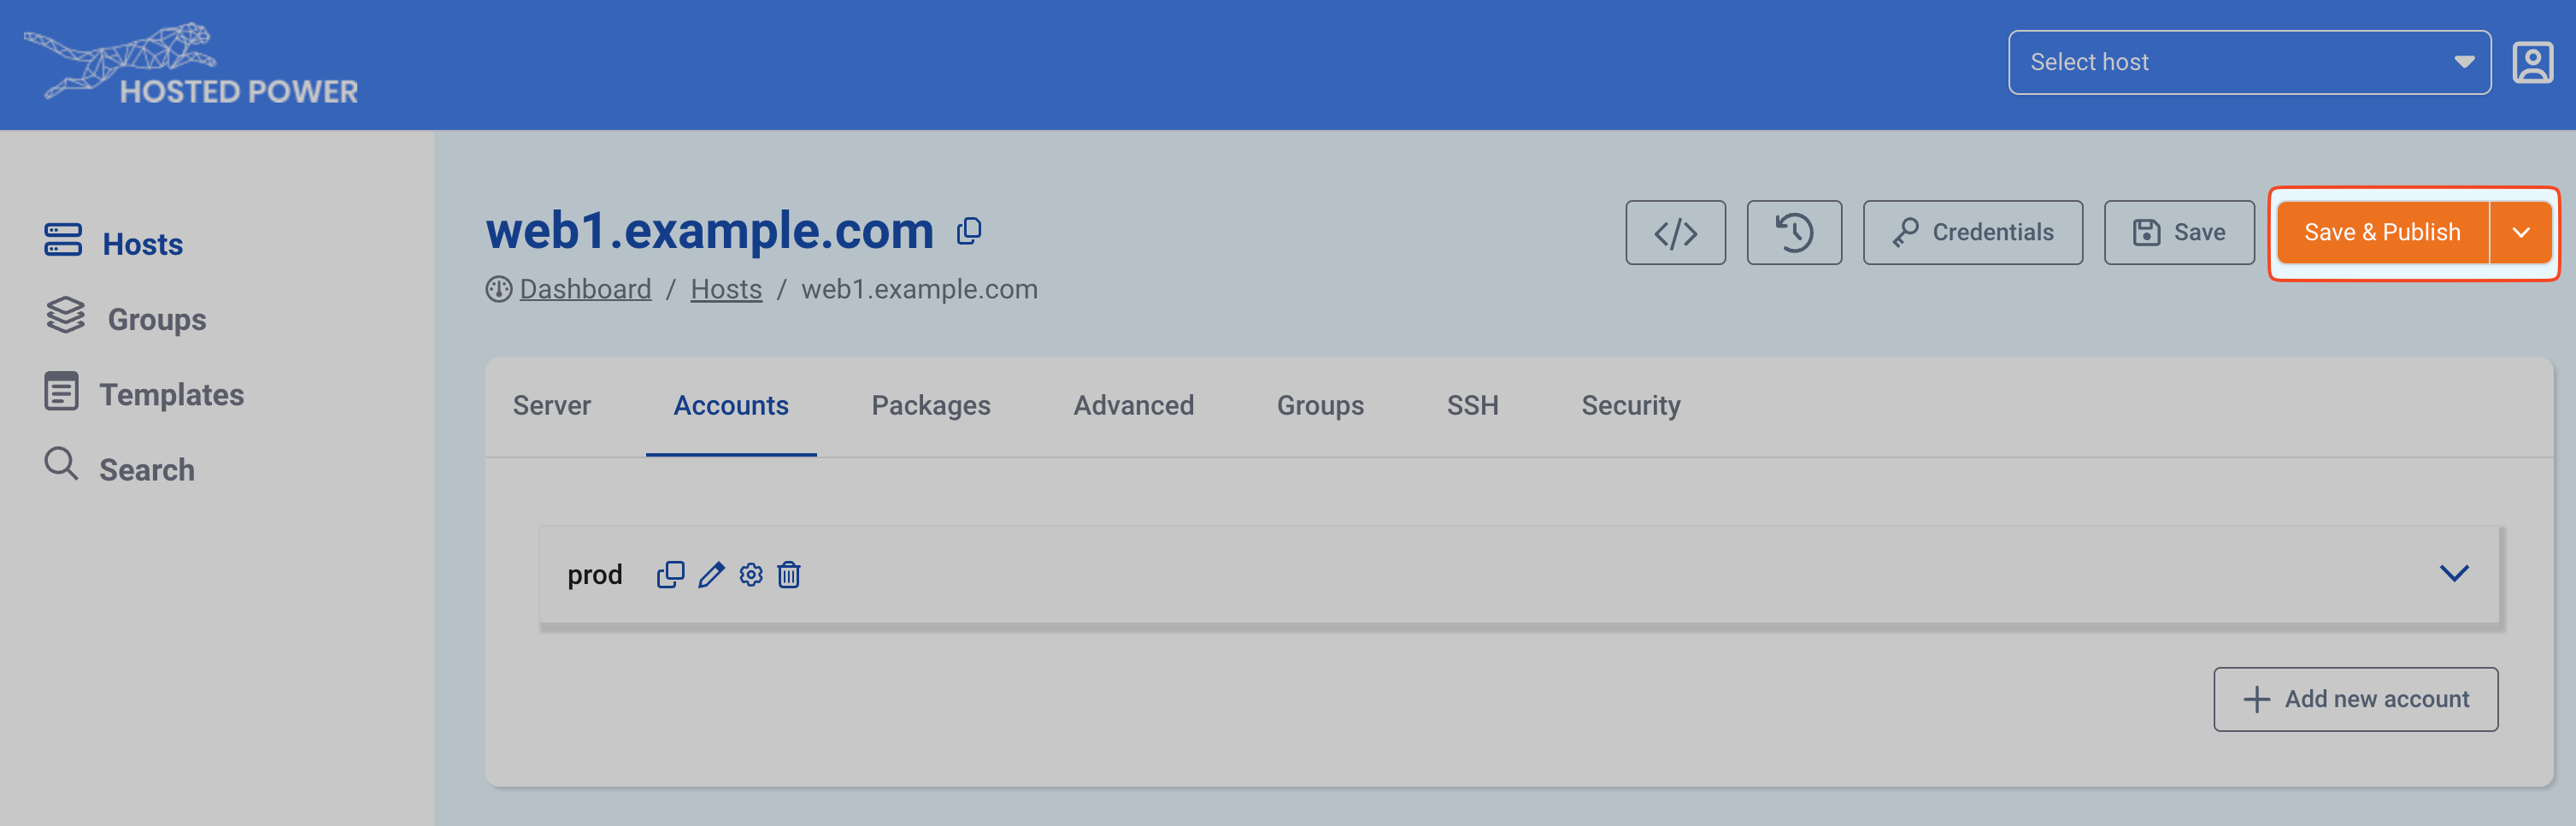 HOSTED POWER
Select host
Hosts
Groups
Templates
Search
web1.example.com
Dashboard / Hosts / web1.example.com
</>
Credentials
Save
Save & Publish
Server Accounts Packages Advanced Groups SSH Security
prod
Add new account